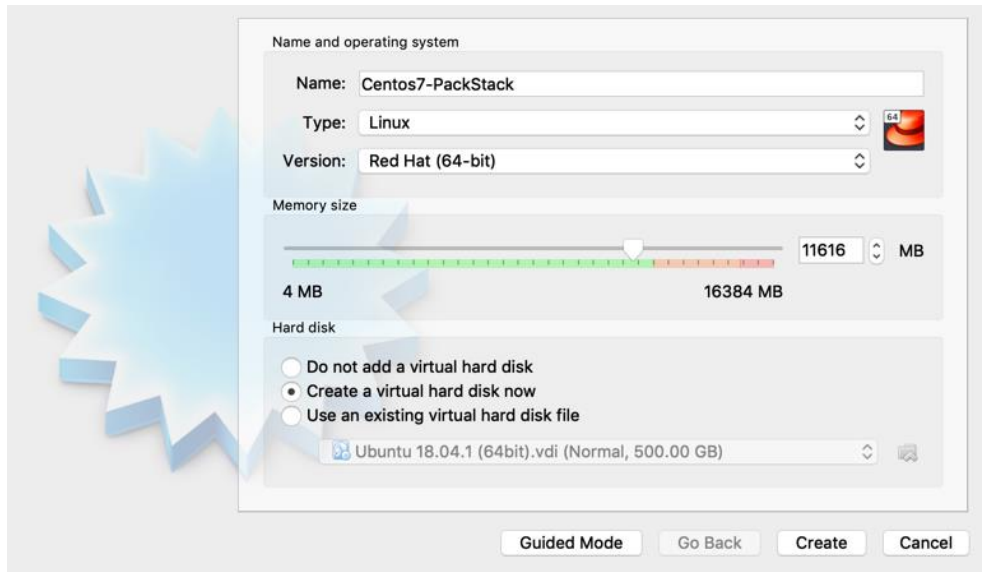 Name and operating system
Name: Centos7-PackStack
Type: Linux
64
Version: Red Hat (64-bit)
Memory size
11616 MB
4 MB 16384 MB
Hard disk
Do not add a virtual hard disk
Create a virtual hard disk now
Use an existing virtual hard disk file
Ubuntu 18.04.1 (64bit).vdi (Normal, 500.00 GB)
Guided Mode Go Back Create Cancel